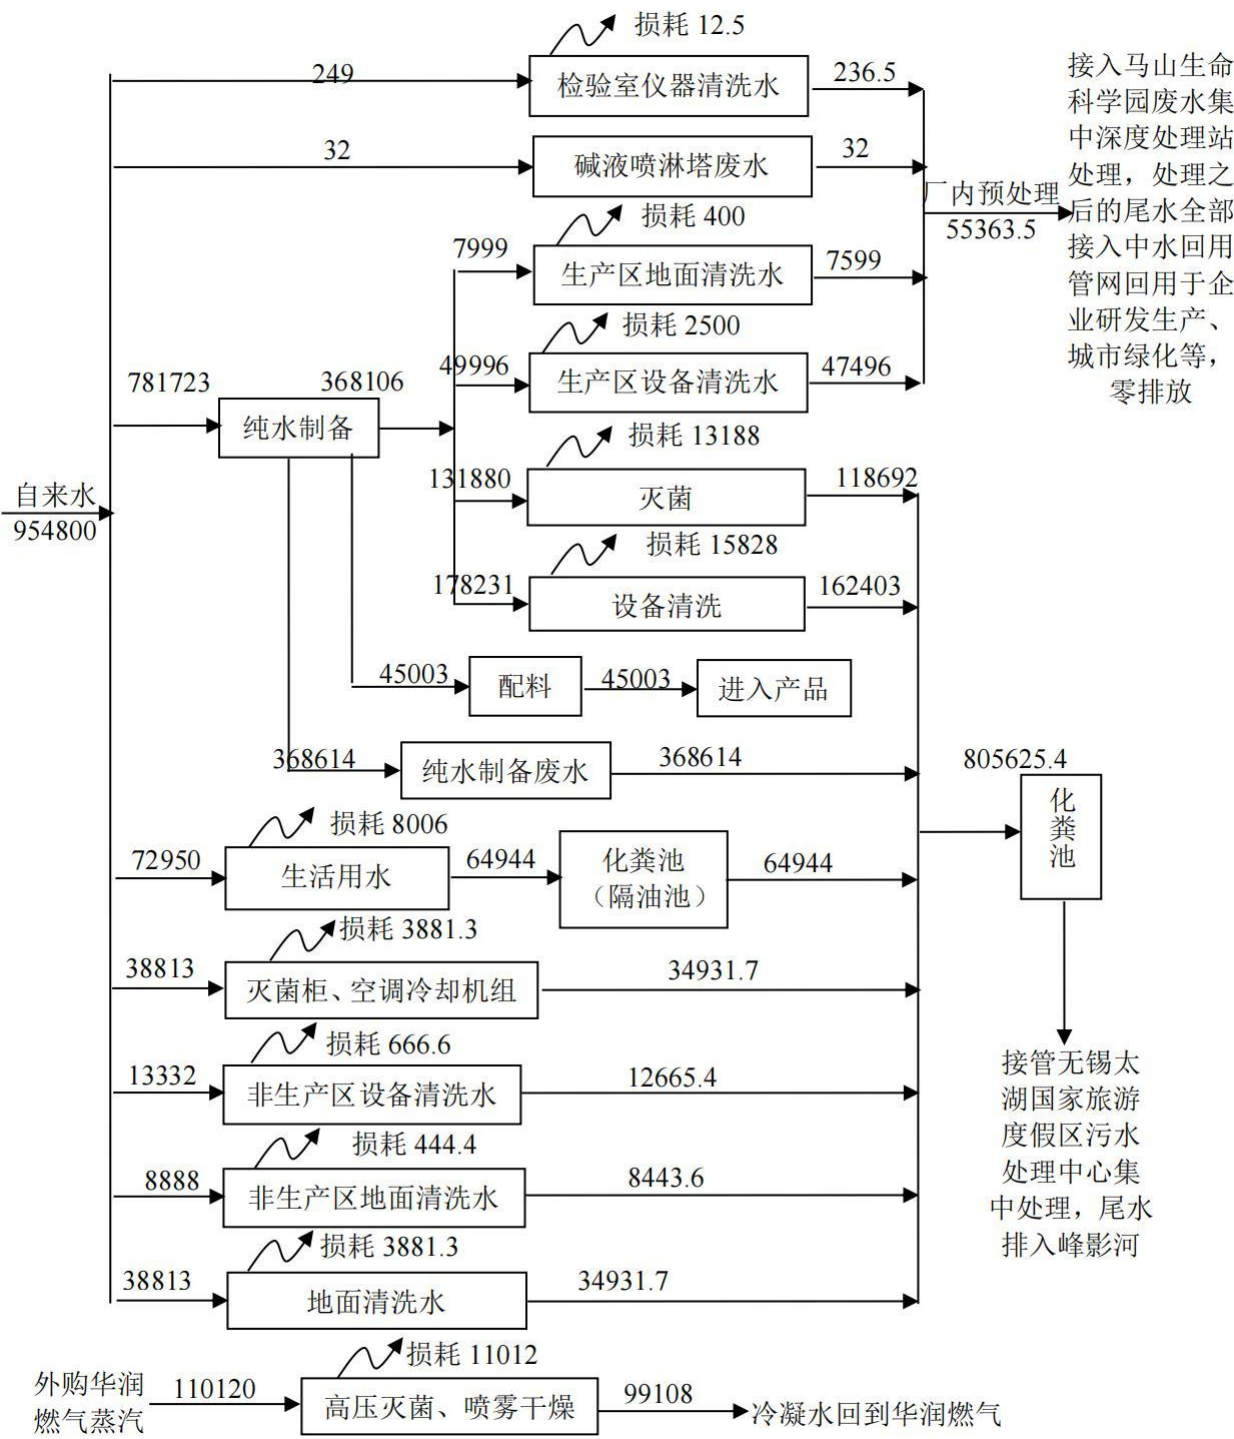 损耗 12.5
249
检验室仪器清洗水
236.5
32
碱液喷淋塔废水
32
接入马山生命
科学园废水集
中深度处理站
处理，处理之
后的尾水全部
接入中水回用
管网回用于企
业研发生产、
城市绿化等，
零排放
厂内预处理
55363.5
损耗 400
7999
生产区地面清洗水
7599
损耗 2500
49996
生产区设备清洗水
47496
781723
纯水制备
368106
损耗 13188
131880
灭菌
118692
自来水
954800
损耗 15828
178231
设备清洗
162403
45003
配料
45003
进入产品
368614
纯水制备废水
368614
805625.4
化
粪
池
损耗 8006
72950
生活用水
64944
化粪池
（隔油池）
64944
损耗 3881.3
38813
灭菌柜、空调冷却机组
34931.7
损耗 666.6
13332
非生产区设备清洗水
12665.4
接管无锡太
湖国家旅游
度假区污水
处理中心集
中处理，尾水
排入峰影河
损耗 444.4
8888
非生产区地面清洗水
8443.6
损耗 3881.3
38813
地面清洗水
34931.7
损耗 11012
外购华润
燃气蒸汽
110120
高压灭菌、喷雾干燥
99108
冷凝水回到华润燃气